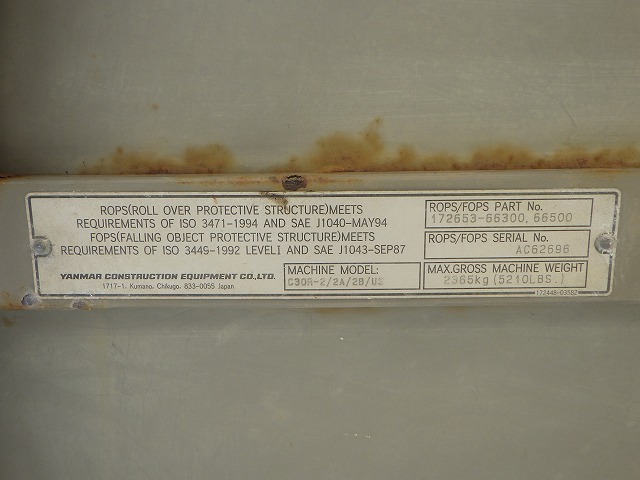 ROPS(ROLL OVER PROTECTIVE STRUCTURE)MEETS
REQUIREMENTS OF ISO 3471-1994 AND SAE J1040-MAY94
FOPS(FALLING OBJECT PROTECTIVE STRUCTURE)MEETS
REQUIREMENTS OF ISO 3449-1992 LEVELI AND SAE J1043-SEP87
YANMAR CONSTRUCTION EQUIPMENT CO.,LTD.
1717-1. Kumano, Chikugo. 833-0055 Japan
MACHINE MODEL:
C30R-2/2A/2B/US
ROPS/FOPS PART No.
172653-66300, 66500
ROPS/FOPS SERIAL No.
AC62696
MAX.GROSS MACHINE WEIGHT
2365kg (5210LBS.)
172448-03582